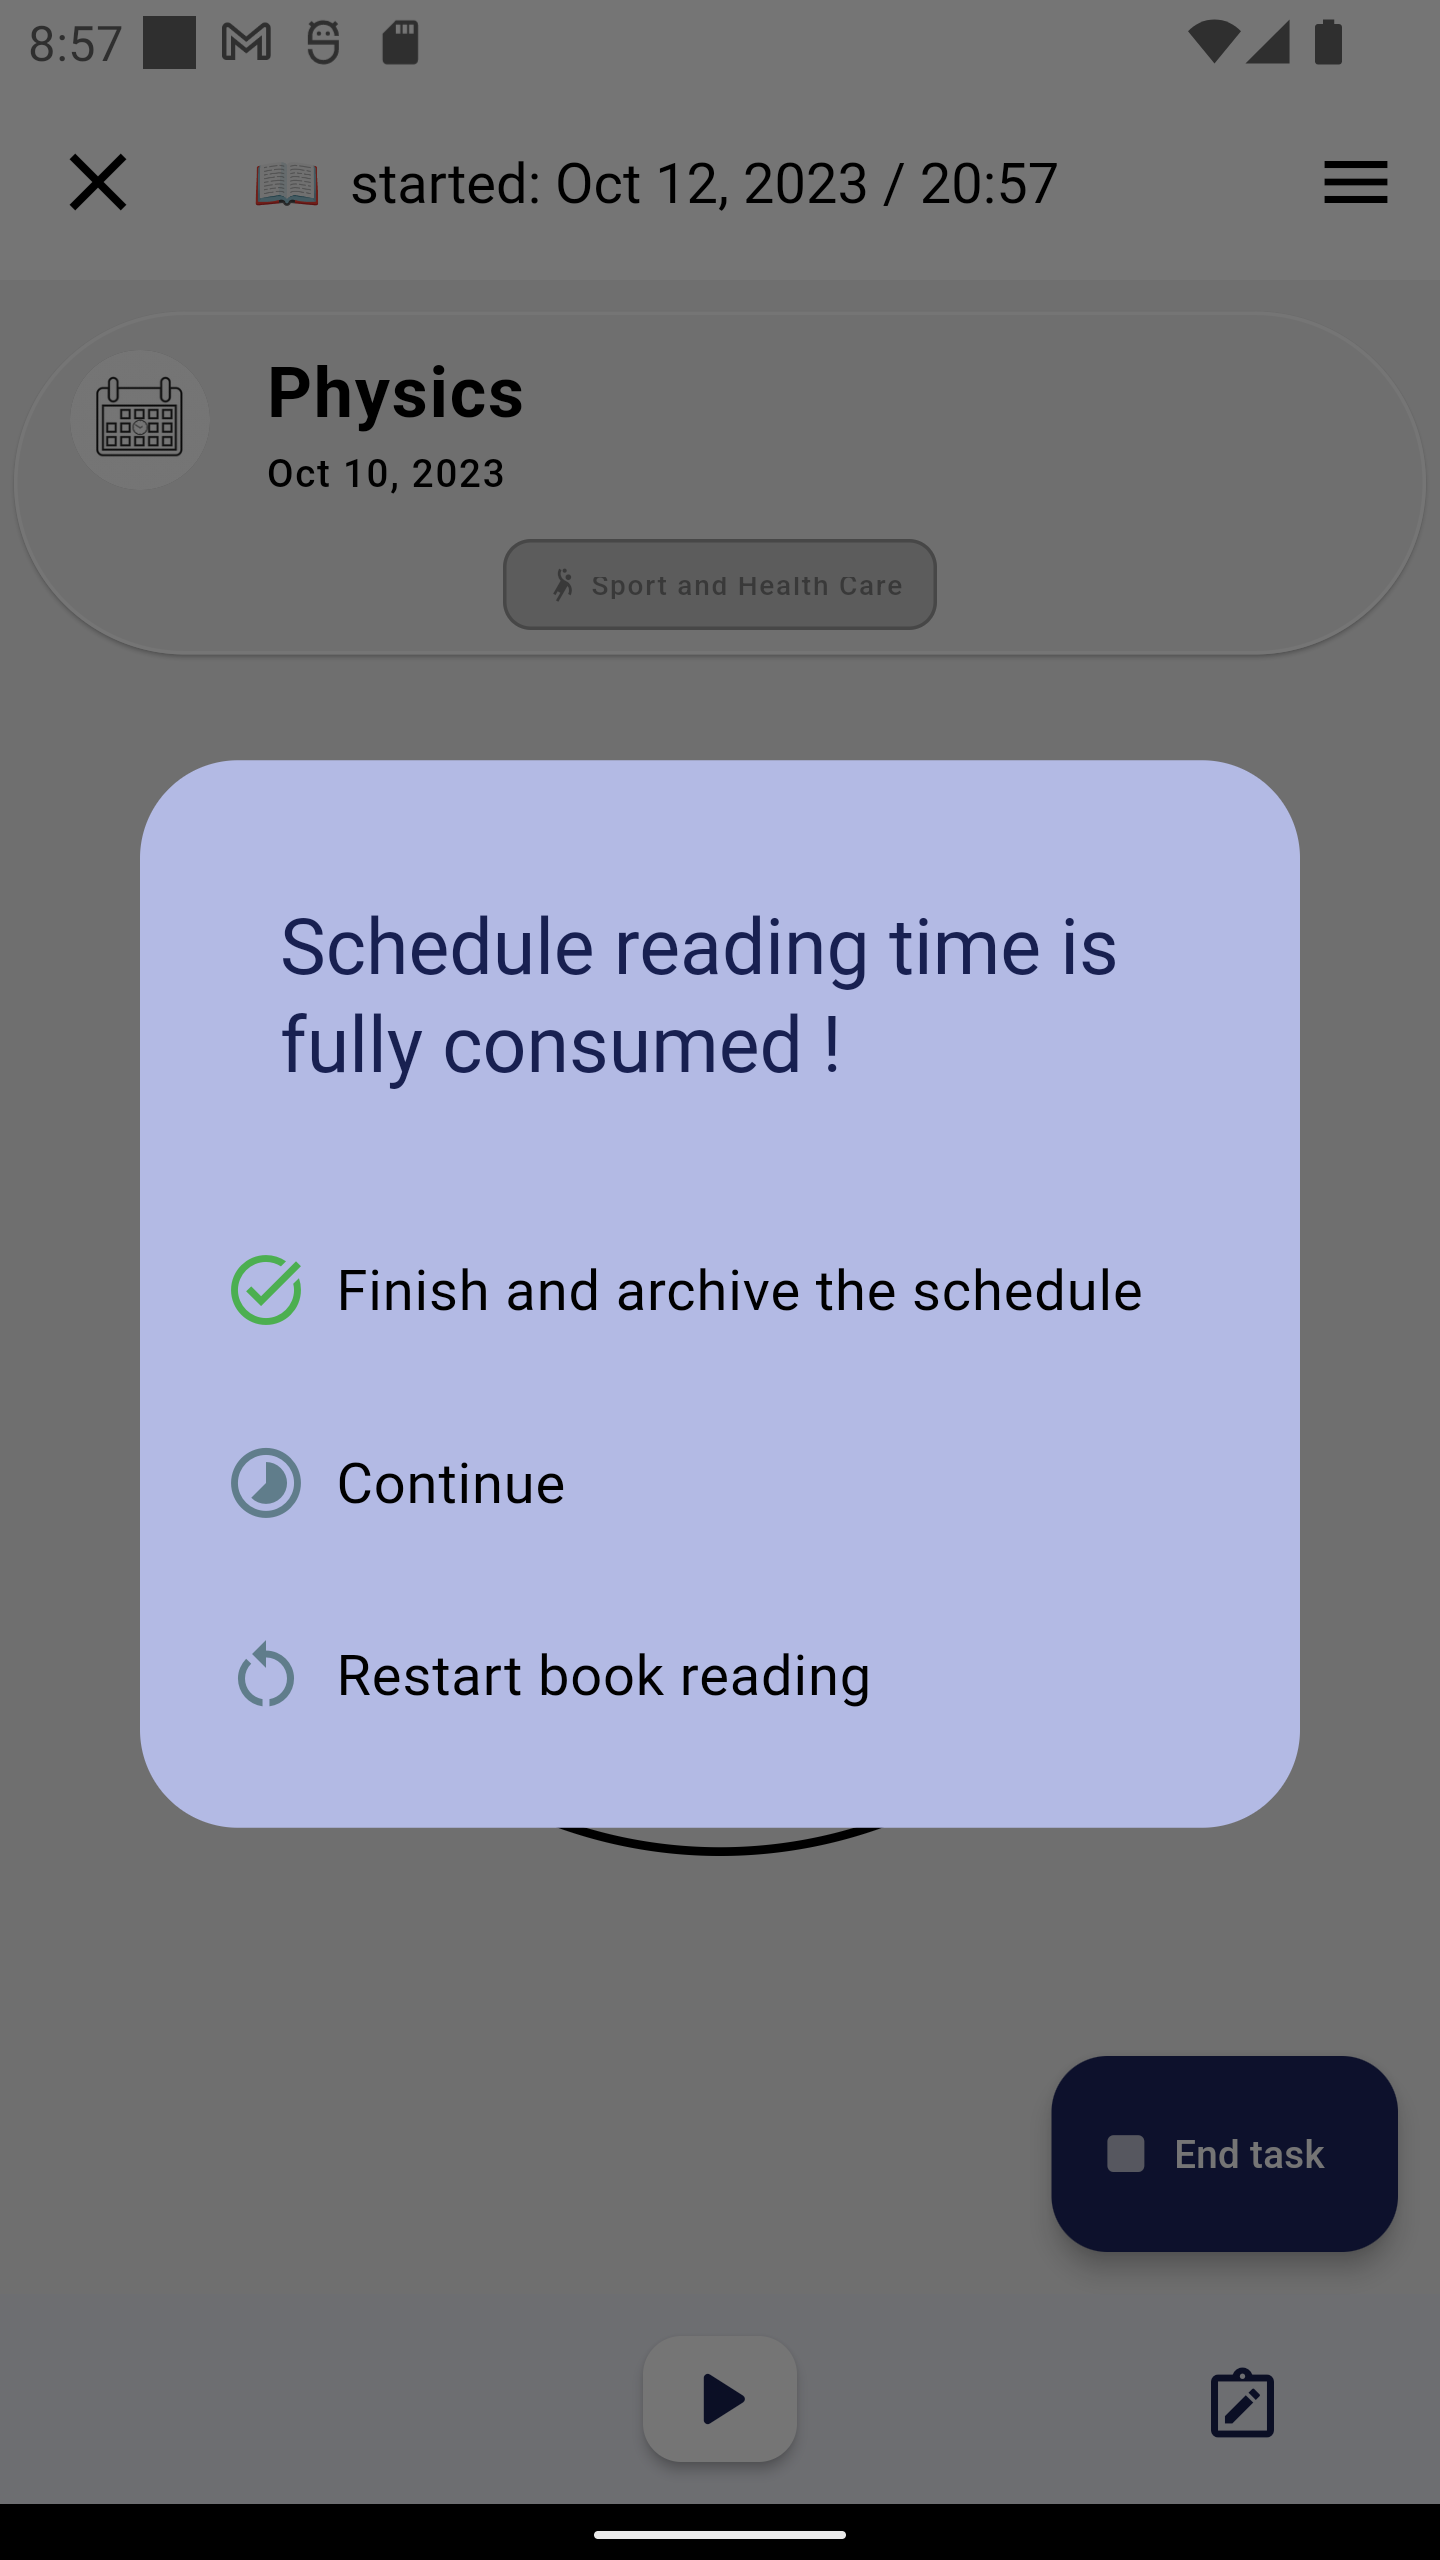 8:57
started: Oct 12, 2023 / 20:57
Physics
Oct 10, 2023
Sport and Health Care
Schedule reading time is
fully consumed !
Finish and archive the schedule
Continue
Restart book reading
End task